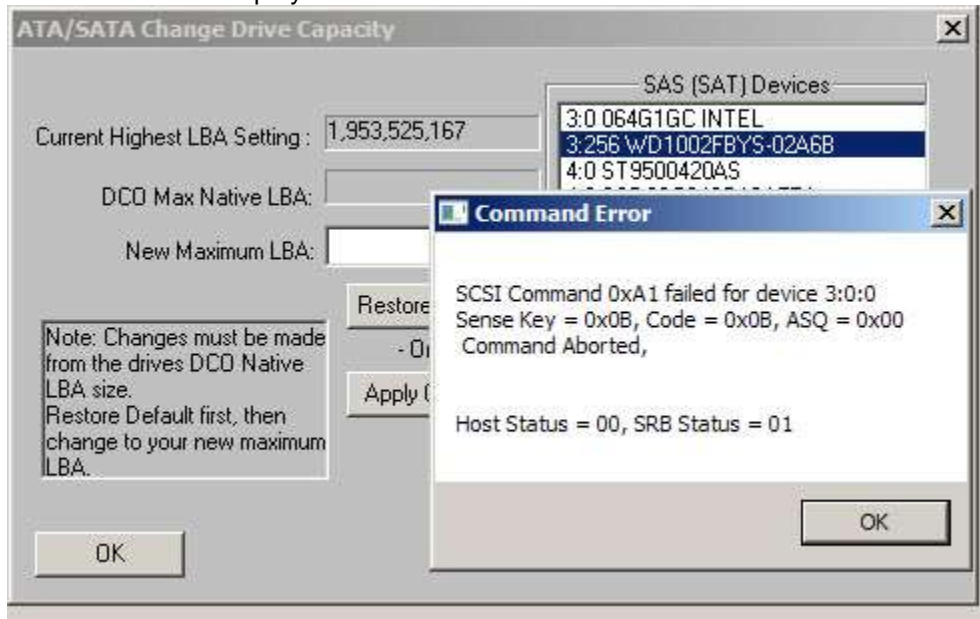 ATA/SATA Change Drive Capacity
SAS (SAT) Devices
Current Highest LBA Setting : 1,953,525,167
3:0 064G1GC INTEL
3:256 WD1002FBYS-02A6B
4:0 ST9500420AS
DCO Max Native LBA:
New Maximum LBA:
Restore
Apply
Note: Changes must be made
from the drives DCO Native
LBA size.
Restore Default first, then
change to your new maximum
LBA.
OK
Command Error
SCSI Command 0xA1 failed for device 3:0:0
Sense Key = 0x0B, Code = 0x0B, ASQ = 0x00
Command Aborted,
Host Status = 00, SRB Status = 01
OK